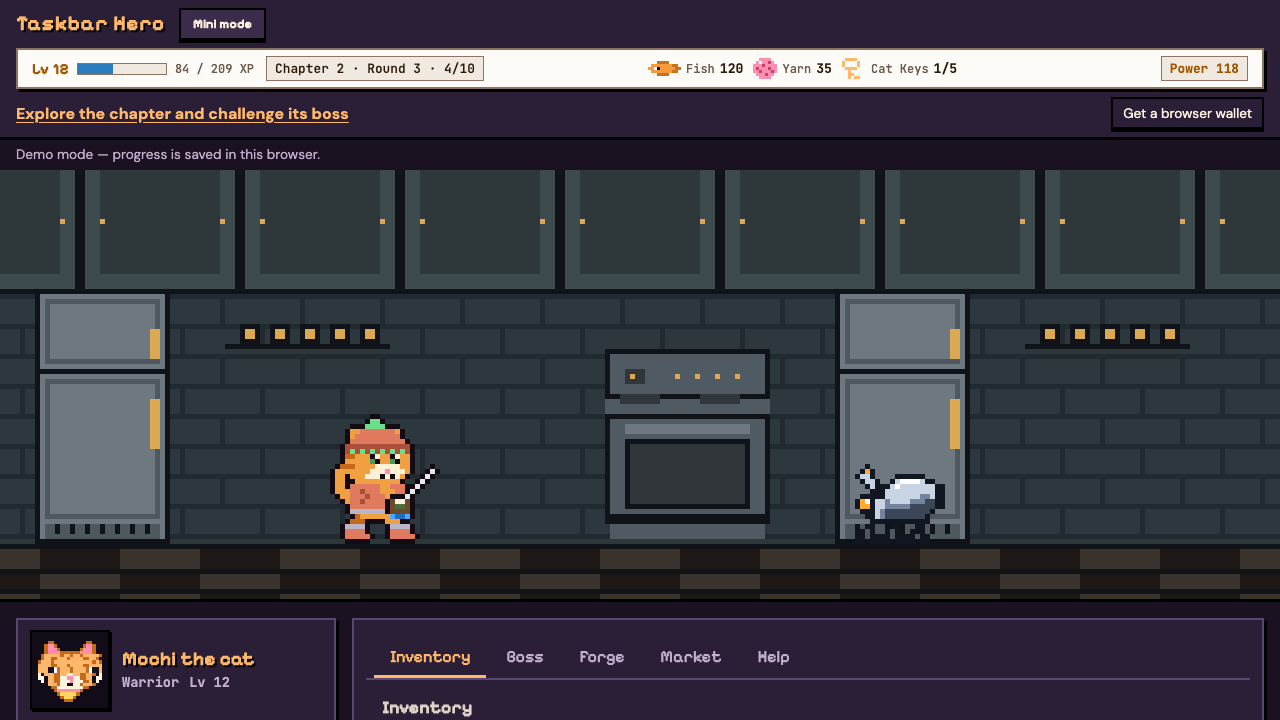 Taskbar Hero
Mini mode
Lv 12
84 / 209 XP
Chapter 2 · Round 3 · 4/10
Fish 120
Yarn 35
Cat Keys 1/5
Power 118
Explore the chapter and challenge its boss
Get a browser wallet
Demo mode — progress is saved in this browser.
Mochi the cat
Warrior Lv 12
Inventory
Boss
Forge
Market
Help
Inventory